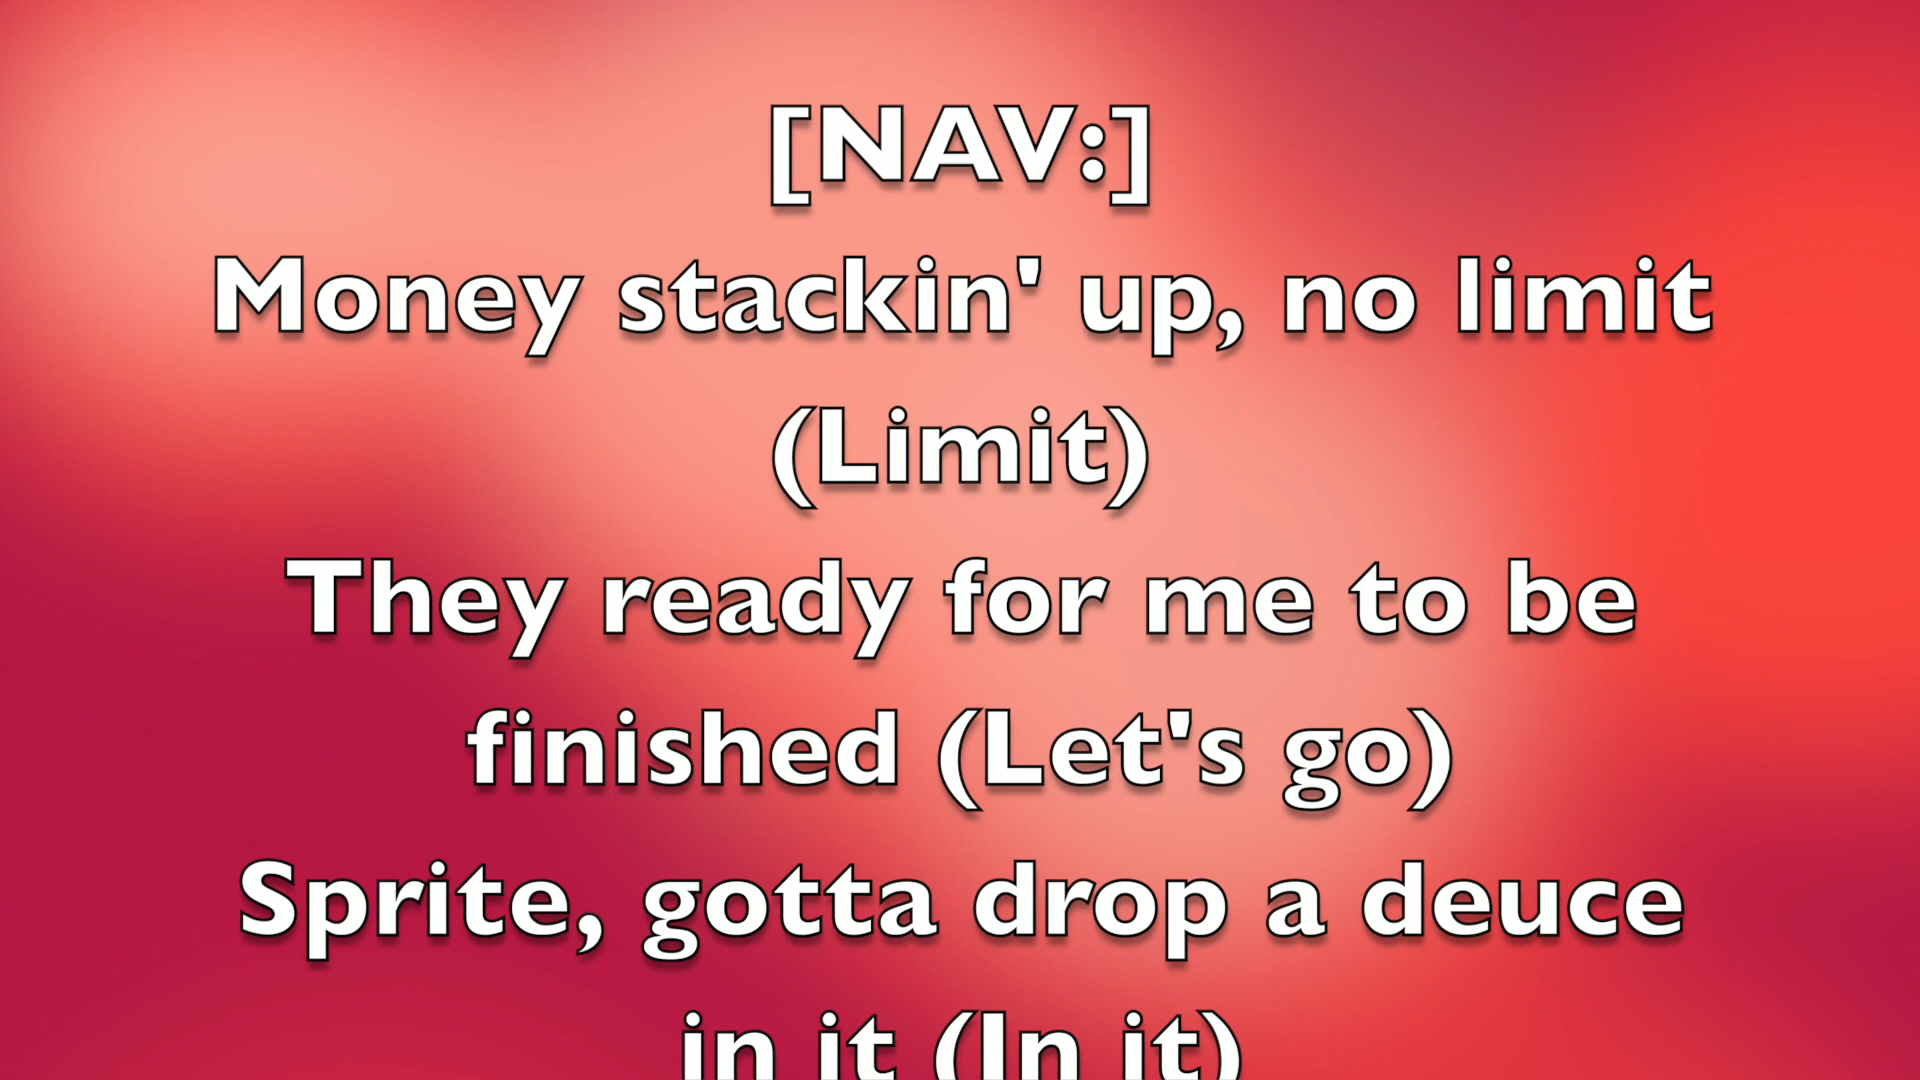 [NAV:]
Money stackin' up, no limit
(Limit)
They ready for me to be
finished (Let's go)
Sprite, gotta drop a deuce
in it (In it)